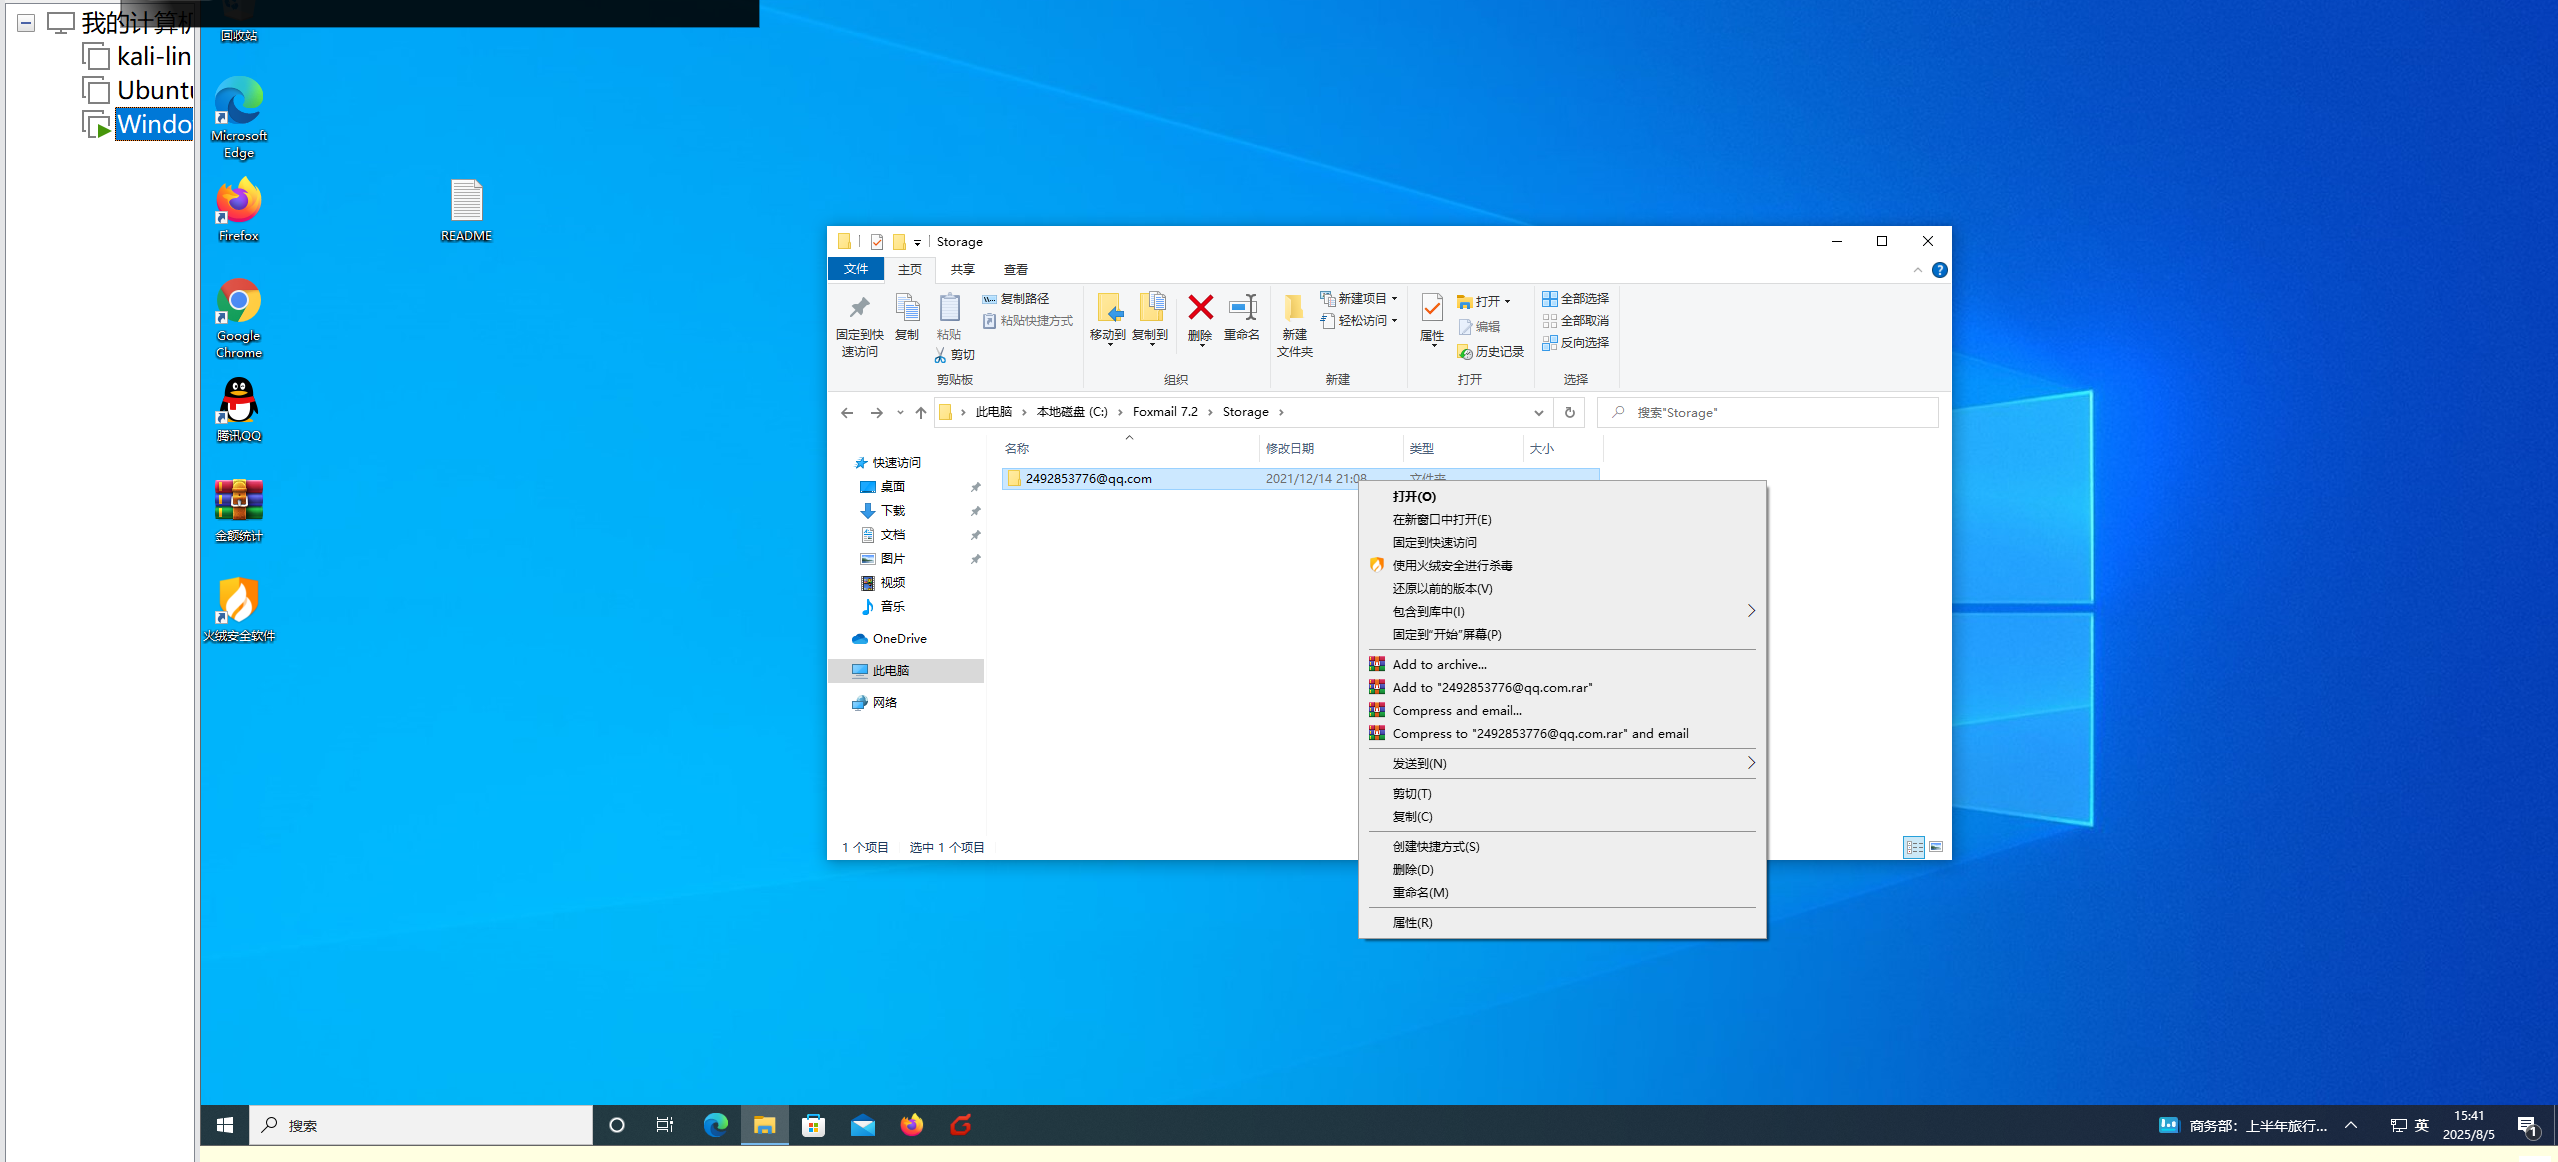 我的计算机
kali-lin
Ubuntu
Windo
回收站
Microsoft
Edge
Firefox
Google
Chrome
腾讯QQ
金额统计
火绒安全软件
README
Storage
文件
主页
共享
查看
固定到快
速访问
复制
粘贴
复制路径
粘贴快捷方式
剪切
剪贴板
移动到
复制到
删除
重命名
组织
新建
文件夹
新建项目
轻松访问
新建
属性
打开
编辑
历史记录
打开
全部选择
全部取消
反向选择
选择
此电脑
本地磁盘 (C:)
Foxmail 7.2
Storage
搜索"Storage"
快速访问
桌面
下载
文档
图片
视频
音乐
OneDrive
此电脑
网络
名称
修改日期
类型
大小
2492853776@qq.com
2021/12/14 21:08
文件夹
打开(O)
在新窗口中打开(E)
固定到快速访问
使用火绒安全进行杀毒
还原以前的版本(V)
包含到库中(I)
固定到"开始"屏幕(P)
Add to archive...
Add to "2492853776@qq.com.rar"
Compress and email...
Compress to "2492853776@qq.com.rar" and email
发送到(N)
剪切(T)
复制(C)
创建快捷方式(S)
删除(D)
重命名(M)
属性(R)
1 个项目
选中 1 个项目
搜索
商务部：上半年旅行...
英
15:41
2025/8/5
1